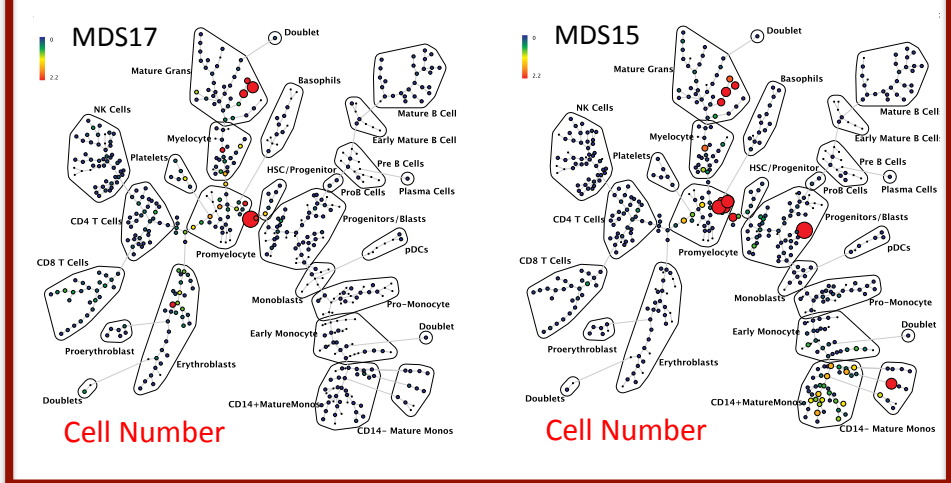 MDS17
0
2.2
Doublet
Mature Grans
Basophils
Mature B Cell
NK Cells
Early Mature B Cell
Myelocyte
Platelets
Pre B Cells
HSC/Progenitor
ProB Cells
Plasma Cells
CD4 T Cells
Progenitors/Blasts
Promyelocyte
pDCs
CD8 T Cells
Monoblasts
Pro-Monocyte
Early Monocyte
Doublet
Proerythroblast
Erythroblasts
Doublets
CD14+MatureMonos
CD14- Mature Monos
Cell Number
MDS15
0
2.2
Doublet
Mature Grans
Basophils
Mature B Cell
NK Cells
Early Mature B Cell
Myelocyte
Platelets
Pre B Cells
HSC/Progenitor
ProB Cells
Plasma Cells
CD4 T Cells
Progenitors/Blasts
Promyelocyte
pDCs
CD8 T Cells
Monoblasts
Pro-Monocyte
Early Monocyte
Doublet
Proerythroblast
Erythroblasts
Doublets
CD14+MatureMonos
CD14- Mature Monos
Cell Number